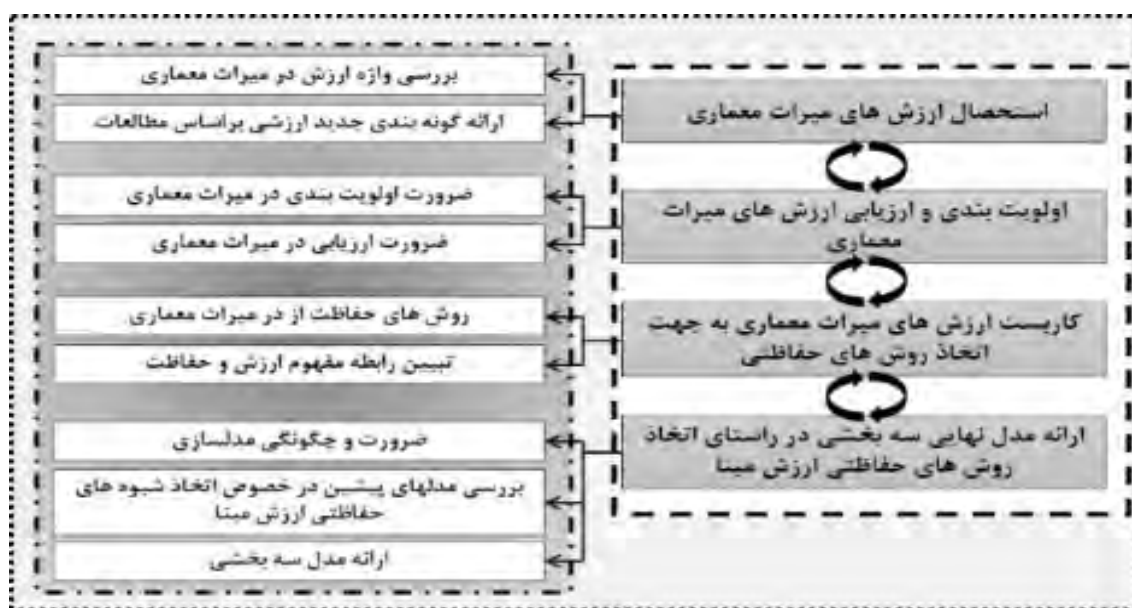 استحصال ارزش های میراث معماری
بررسی واژه ارزش در میراث معماری
ارائه گونه بندی جدید ارزشی براساس مطالعات
اولویت بندی و ارزیابی ارزش های میراث
معماری
ضرورت اولویت بندی در میراث معماری
ضرورت ارزیابی در میراث معماری
کاربست ارزش های میراث معماری به جهت
اتخاذ روش های حفاظتی
روش های حفاظت از در میراث معماری
تبیین رابطه مفهوم ارزش و حفاظت
ارائه مدل نهایی سه بخشی در راستای اتخاذ
روش های حفاظتی ارزش مبنا
ضرورت و چگونگی مدلسازی
بررسی مدلهای پیشین در خصوص اتخاذ شیوه های
حفاظتی ارزش مبنا
ارائه مدل سه بخشی